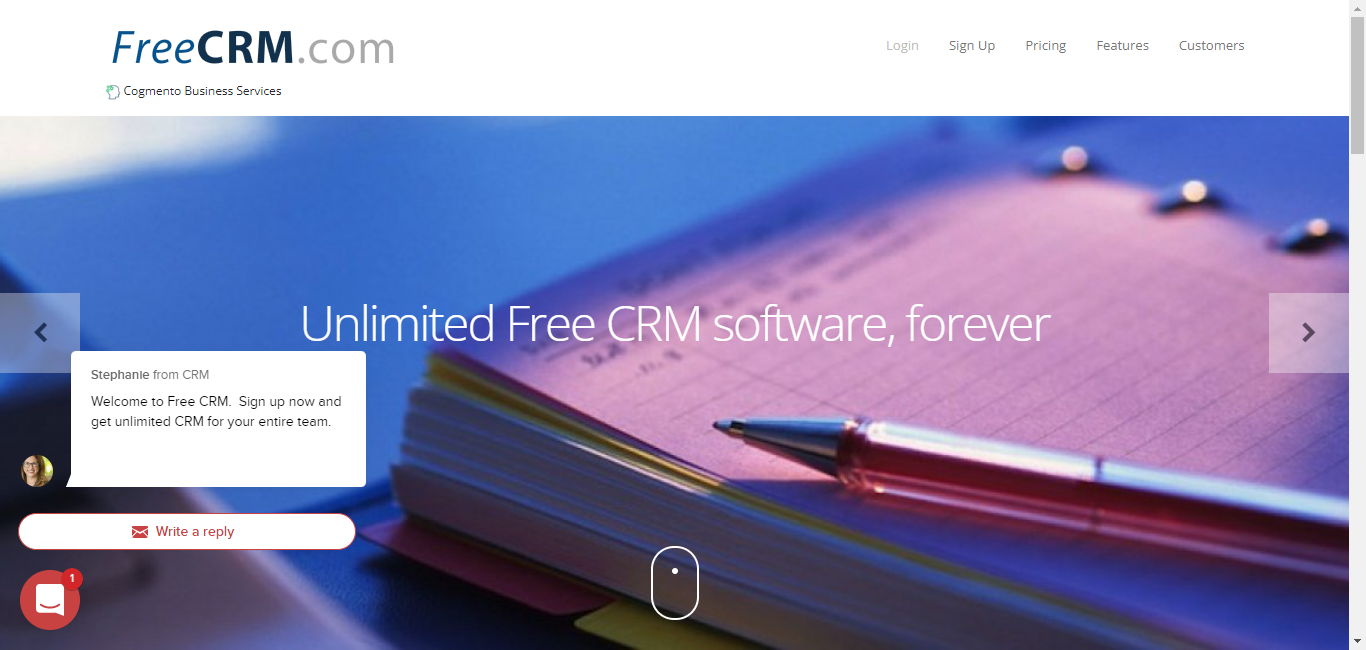 FreeCRM.com
Login Sign Up Pricing Features Customers
Cogmento Business Services
Unlimited Free CRM software, forever
Stephanie from CRM
Welcome to Free CRM. Sign up now and
get unlimited CRM for your entire team.
Write a reply
1